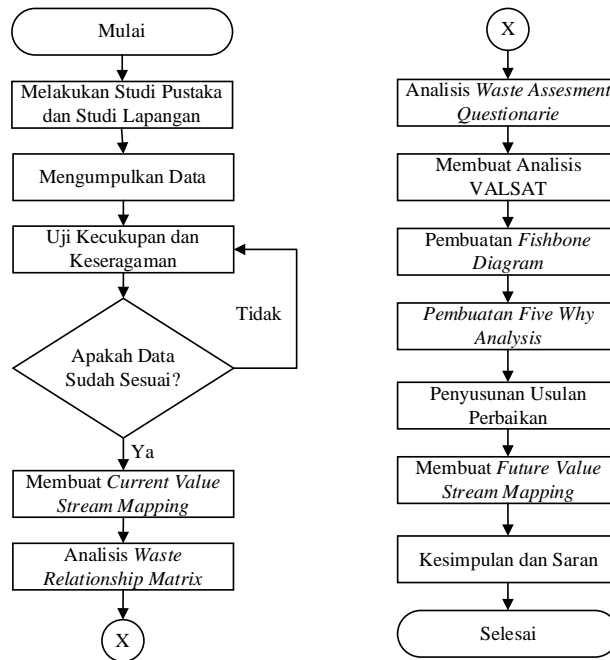 Mulai
Melakukan Studi Pustaka
dan Studi Lapangan
Mengumpulkan Data
Uji Kecukupan dan
Keseragaman
Tidak
Apakah Data
Sudah Sesuai?
Ya
Membuat Current Value
Stream Mapping
Analisis Waste
Relationship Matrix
X
X
Analisis Waste Assesment
Questionarie
Membuat Analisis
VALSAT
Pembuatan Fishbone
Diagram
Pembuatan Five Why
Analysis
Penyusunan Usulan
Perbaikan
Membuat Future Value
Stream Mapping
Kesimpulan dan Saran
Selesai